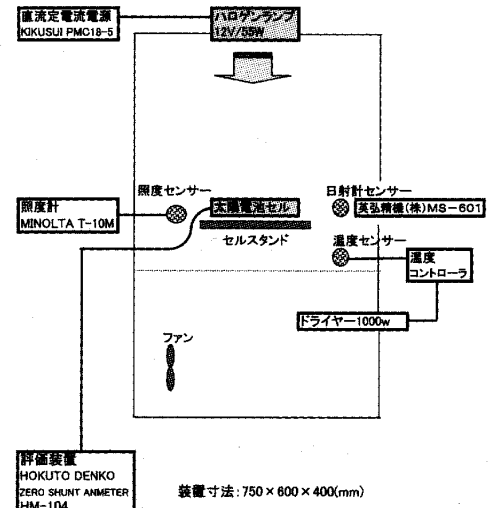 直流定電流電源
KIKUSUI PMC18-5
ハロゲンランプ
12V/55W
照度センサー
日射計センサー
照度計
MINOLTA T-10M
太陽電池セル
英弘精機(株)MS-601
セルスタンド
温度センサー
温度
コントローラ
ドライヤー1000w
ファン
評価装置
HOKUTO DENKO
ZERO SHUNT ANMETER
HM-104
装置寸法:750×600×400(mm)